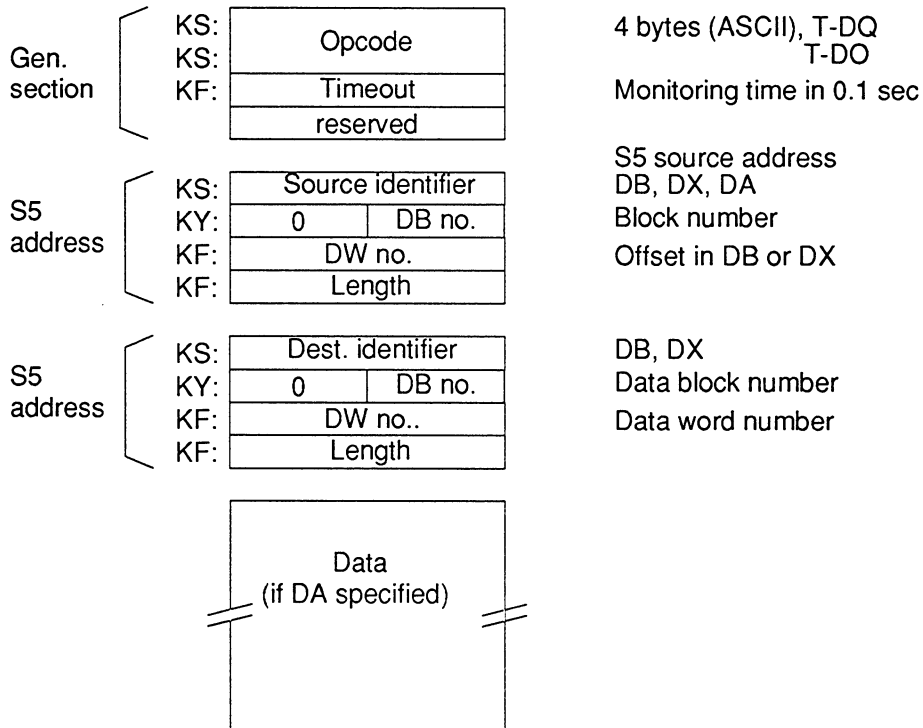 KS: Opcode 4 bytes (ASCII), T-DQ
KS: T-DO
Gen. section
KF: Timeout Monitoring time in 0.1 sec
reserved
S5 source address
KS: Source identifier DB, DX, DA
S5 address
KY: 0 DB no. Block number
KF: DW no. Offset in DB or DX
KF: Length
KS: Dest. identifier DB, DX
S5 address
KY: 0 DB no. Data block number
KF: DW no.. Data word number
KF: Length
Data
(if DA specified)